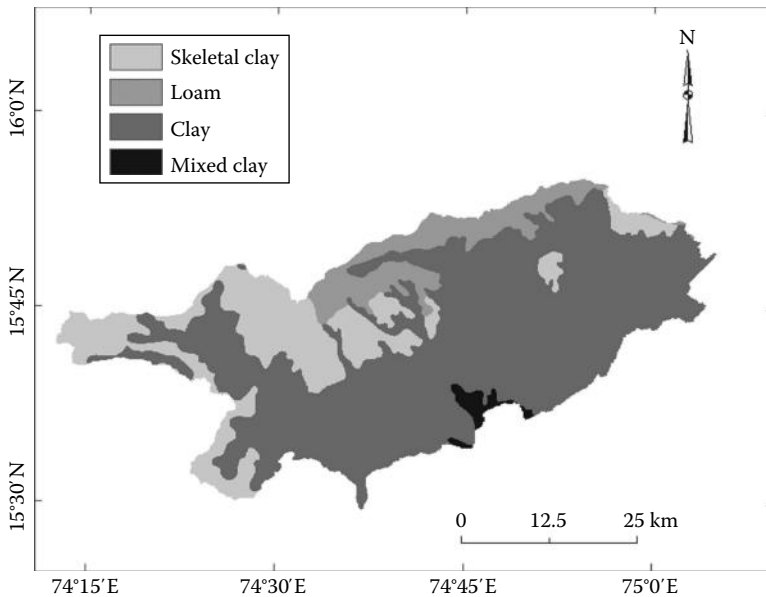 Skeletal clay
Loam
Clay
Mixed clay
N
16°0′N
15°45′N
15°30′N
0 12.5 25 km
74°15′E 74°30′E 74°45′E 75°0′E